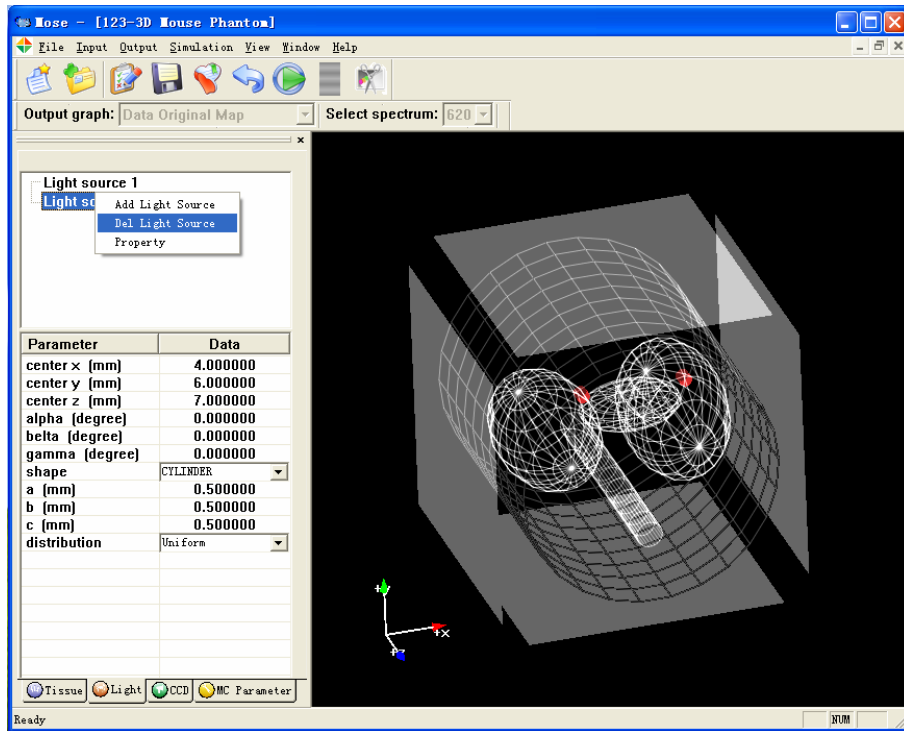 Mose - [123-3D Mouse Phantom]
File Input Output Simulation View Window Help
Output graph: Data Original Map Select spectrum: 620
Light source 1
Light so
Add Light Source
Del Light Source
Property
Parameter Data
center x (mm) 4.000000
center y (mm) 6.000000
center z (mm) 7.000000
alpha (degree) 0.000000
belta (degree) 0.000000
gamma (degree) 0.000000
shape CYLINDER
a (mm) 0.500000
b (mm) 0.500000
c (mm) 0.500000
distribution Uniform
+y
+x
+z
Tissue Light CCD MC Parameter
Ready NUM